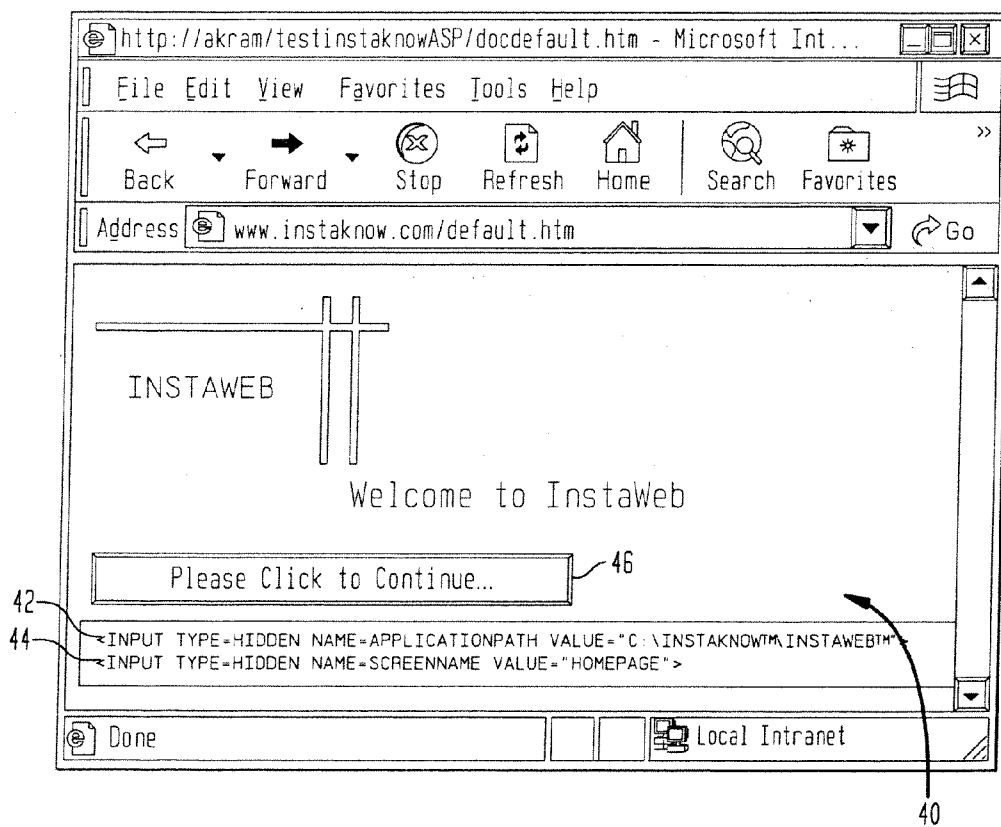 http://akram/testinstaknowASP/docdefault.htm - Microsoft Int...
File Edit View Favorites Tools Help
Back Forward Stop Refresh Home Search Favorites »
Address www.instaknow.com/default.htm Go
INSTAWEB
Welcome to InstaWeb
Please Click to Continue...
46
42
<INPUT TYPE=HIDDEN NAME=APPLICATIONPATH VALUE="C:\INSTAKNOW™\INSTAWEB™">
44
<INPUT TYPE=HIDDEN NAME=SCREENNAME VALUE="HOMEPAGE">
Done Local Intranet
40